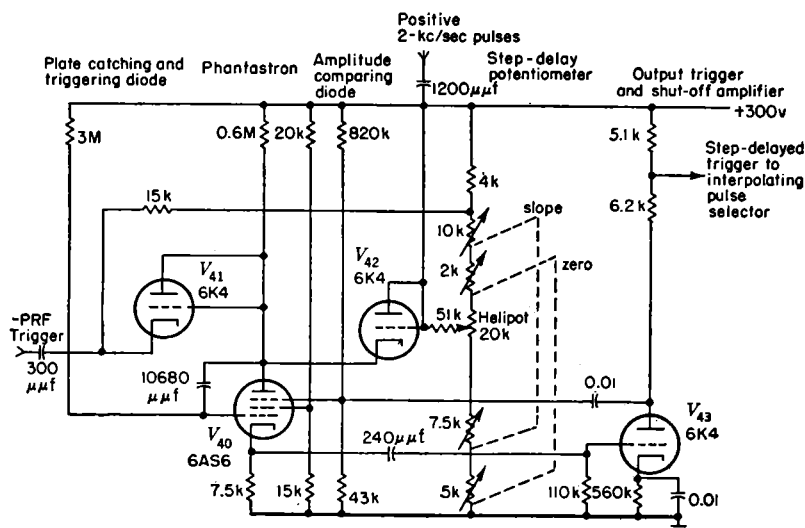 Positive
2-kc/sec pulses
Plate catching and
triggering diode
Phantastron
Amplitude
comparing
diode
1200μμf
Step-delay
potentiometer
Output trigger
and shut-off amplifier
+300v
3M
0.6M
20k
820k
4k
5.1k
Step-delayed
trigger to
interpolating
pulse
selector
15k
10k
slope
6.2k
V41
6K4
V42
6K4
2k
zero
51k
Helipot
20k
-PRF
Trigger
300
μμf
10680
μμf
0.01
V40
6AS6
240μμf
7.5k
V43
6K4
7.5k
15k
43k
.5k
110k
560k
0.01